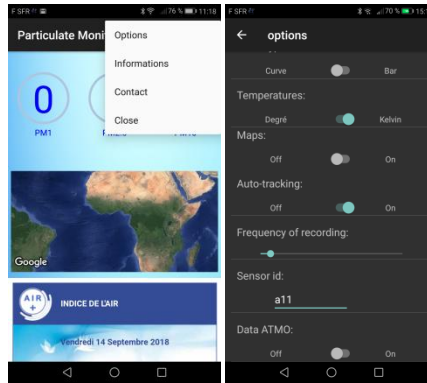 F SFR
76 % 11:18
Particulate Moni
Options
Informations
Contact
Close
0
PM1
Google
AIR
+
INDICE DE L'AIR
Vendredi 14 Septembre 2018
F SFR
70 %
options
Curve Bar
Temperatures:
Degré Kelvin
Maps:
Off On
Auto-tracking:
Off On
Frequency of recording:
Sensor id:
a11
Data ATMO:
Off On